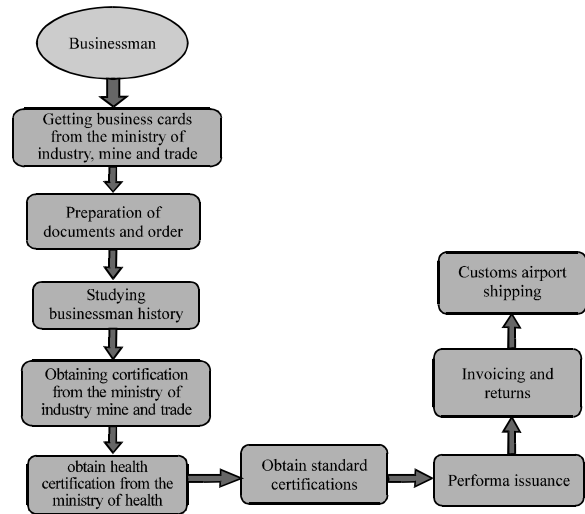 Businessman
Getting business cards
from the ministry of
industry, mine and trade
Preparation of
documents and order
Studying
businessman history
Obtaining cortification
from the ministry of
industry mine and trade
obtain health
certification from the
ministry of health
Obtain standard
certifications
Performa issuance
Invoicing and
returns
Customs airport
shipping